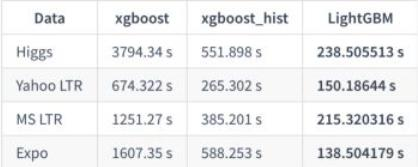 Data xgboost xgboost_hist LightGBM
Higgs 3794.34 s 551.898 s 238.505513 s
Yahoo LTR 674.322 s 265.302 s 150.18644 s
MS LTR 1251.27 s 385.201 s 215.320316 s
Expo 1607.35 s 588.253 s 138.504179 s